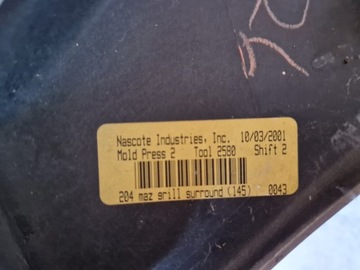 Nascote Industries, Inc. 10/03/2001
Mold Press 2 Tool 2580 Shift 2
204 maz grill surround (145) 0043